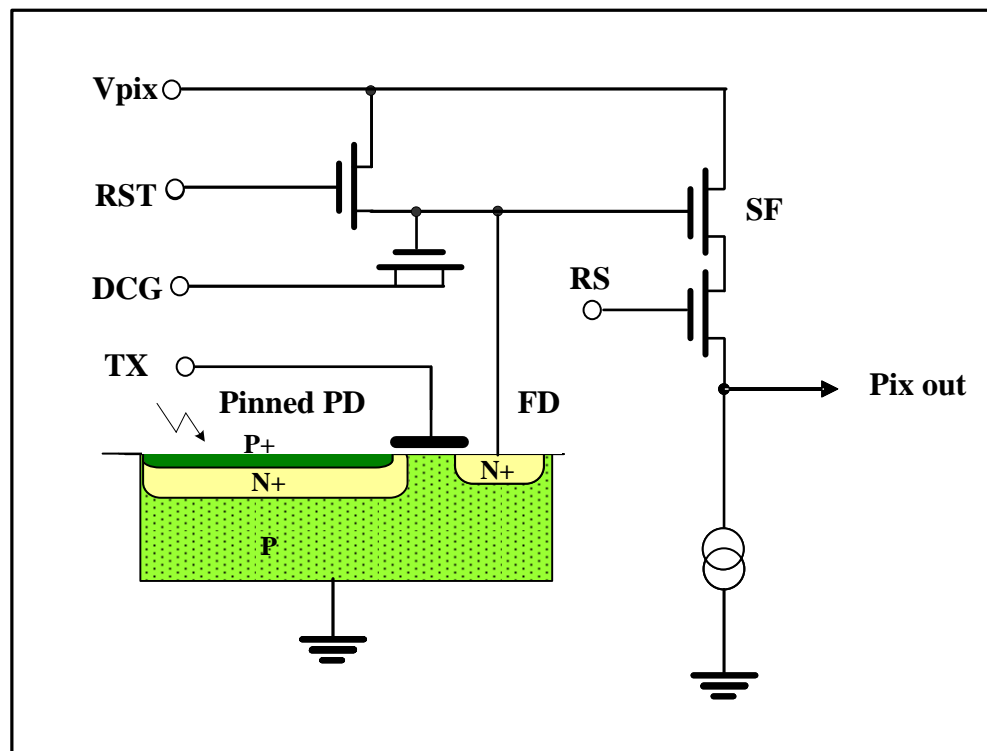 Vpix
RST
SF
DCG
RS
TX
Pinned PD
FD
Pix out
P+
N+
N+
P